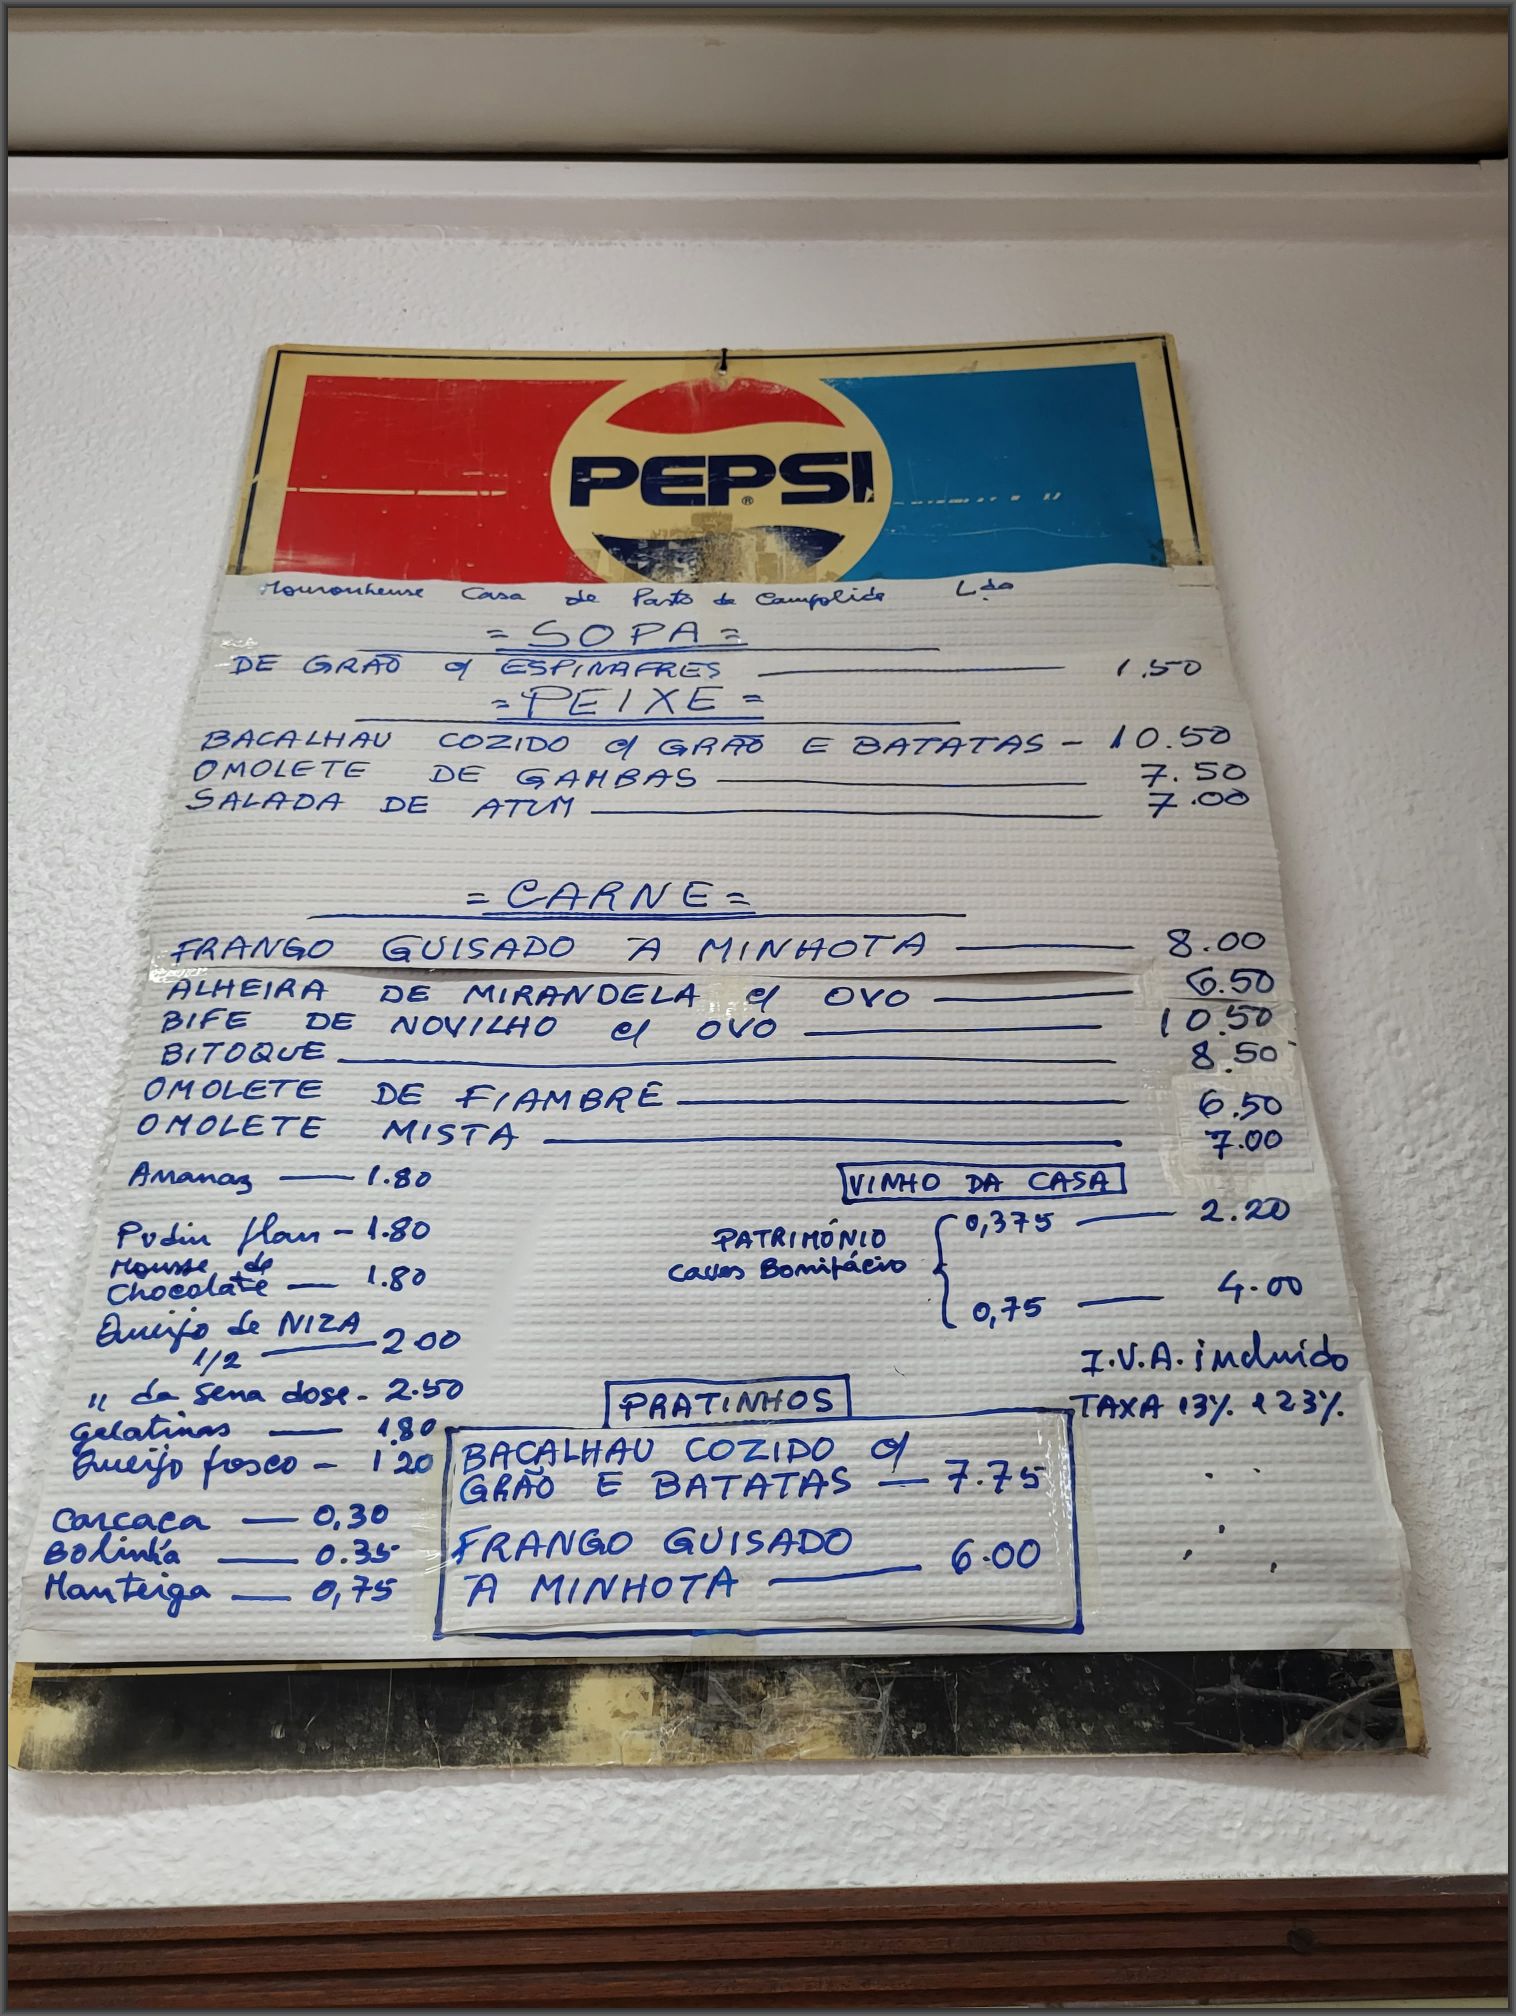 PEPSI
®
Mouronhense Casa de Pasto de Campolide Lda
= SOPA =
DE GRÃO C/ ESPINAFRES — 1.50
= PEIXE =
BACALHAU COZIDO C/ GRÃO E BATATAS - 10.50
OMOLETE DE GAMBAS — 7.50
SALADA DE ATUM — 7.00
= CARNE =
FRANGO GUISADO À MINHOTA — 8.00
ALHEIRA DE MIRANDELA C/ OVO — 6.50
BIFE DE NOVILHO C/ OVO — 10.50
BITOQUE — 8.50
OMOLETE DE FIAMBRE — 6.50
OMOLETE MISTA — 7.00
Ananaz — 1.80
Pudin flan - 1.80
Mousse de
Chocolate — 1.80
Queijo de NIZA
1/2 — 2.00
" da Serra dose - 2.50
Gelatinas — 1.80
Queijo fresco - 1.20
Carcaça — 0,30
Bolinha — 0.35
Manteiga — 0,75
VINHO DA CASA
PATRIMÓNIO
Caves Bonifácio
0,375 — 2.20
0,75 — 4.00
I.V.A. incluido
TAXA 13% e 23%
PRATINHOS
BACALHAU COZIDO C/
GRÃO E BATATAS — 7.75
FRANGO GUISADO
À MINHOTA — 6.00